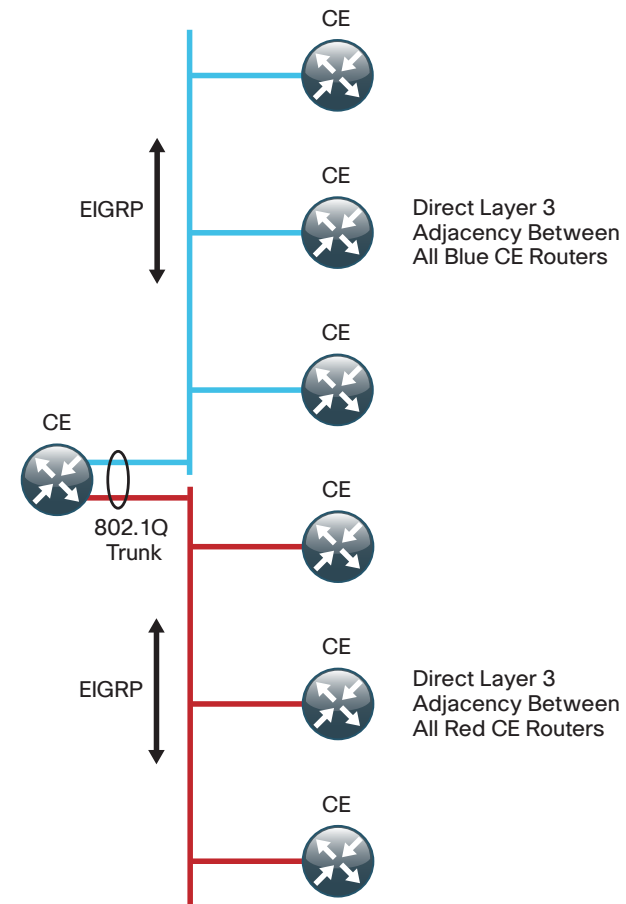 CE
CE
EIGRP
Direct Layer 3
Adjacency Between
All Blue CE Routers
CE
CE
802.1Q
Trunk
CE
CE
EIGRP
Direct Layer 3
Adjacency Between
All Red CE Routers
CE